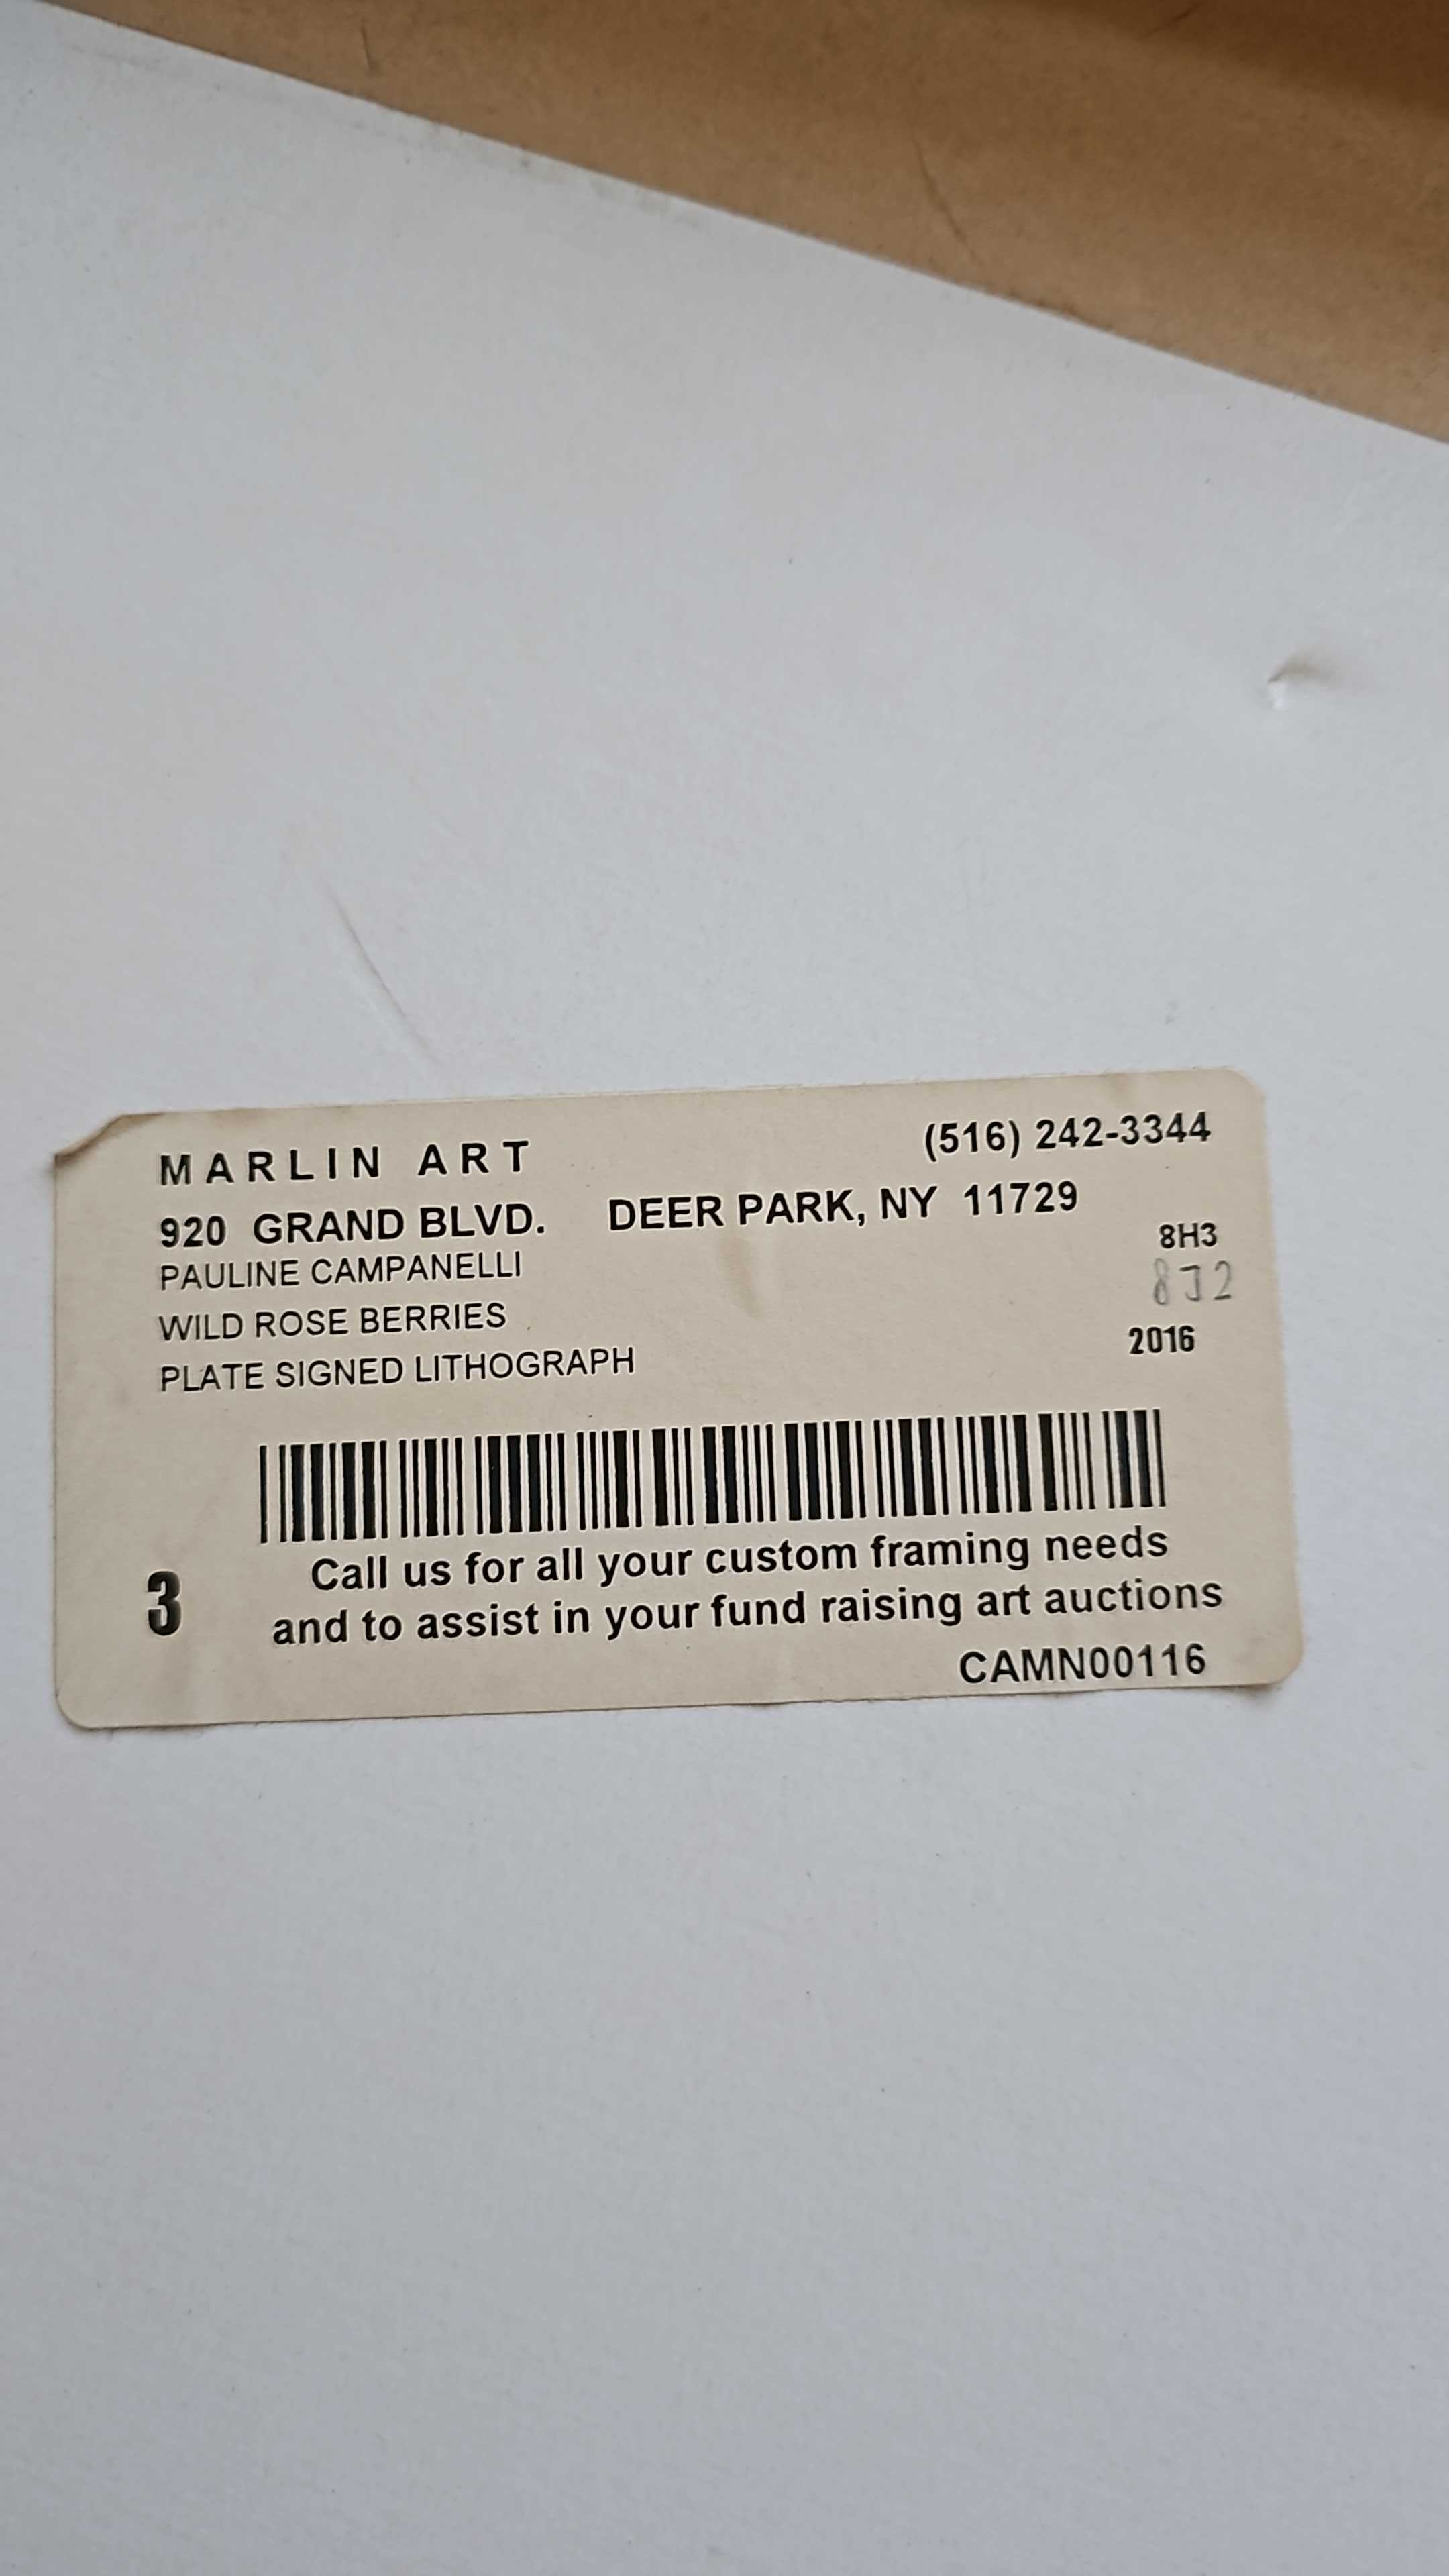 MARLIN ART (516) 242-3344
920 GRAND BLVD. DEER PARK, NY 11729
PAULINE CAMPANELLI 8H3
WILD ROSE BERRIES 8J2
PLATE SIGNED LITHOGRAPH 2016
Call us for all your custom framing needs
3 and to assist in your fund raising art auctions
CAMN00116